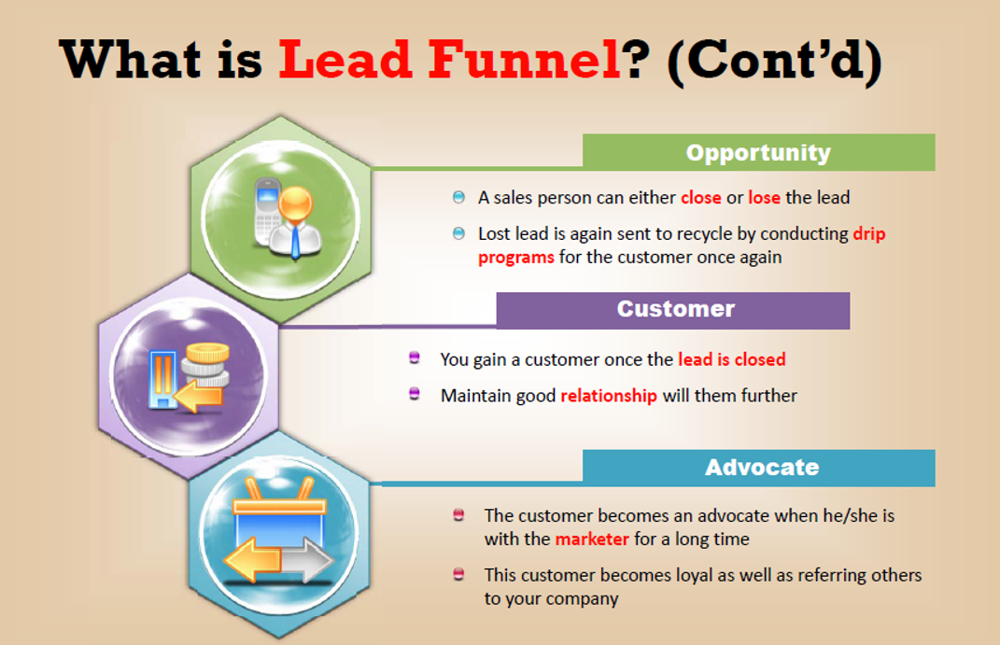 What is Lead Funnel? (Cont’d)
Opportunity
A sales person can either close or lose the lead
Lost lead is again sent to recycle by conducting drip
programs for the customer once again
Customer
You gain a customer once the lead is closed
Maintain good relationship will them further
Advocate
The customer becomes an advocate when he/she is
with the marketer for a long time
This customer becomes loyal as well as referring others
to your company